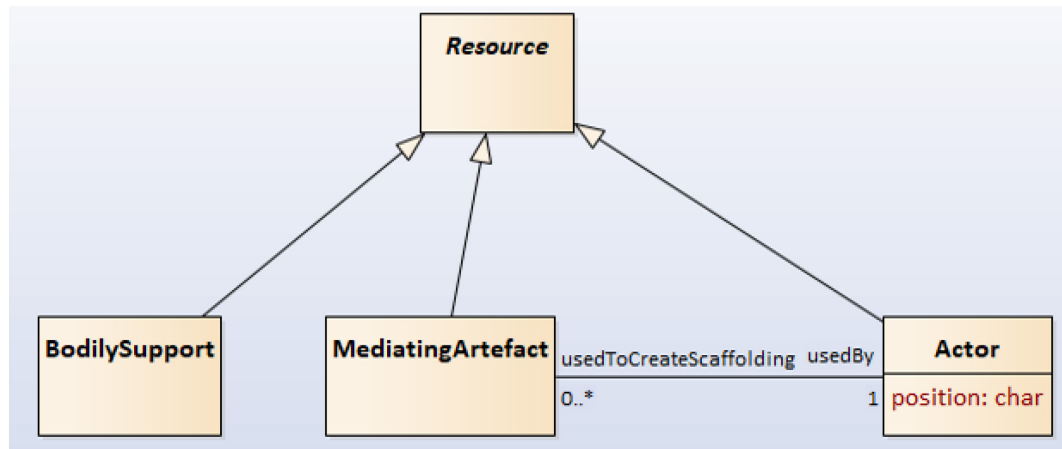 Resource
BodilySupport
MediatingArtefact
usedToCreateScaffolding
usedBy
0..*
1
Actor
position: char